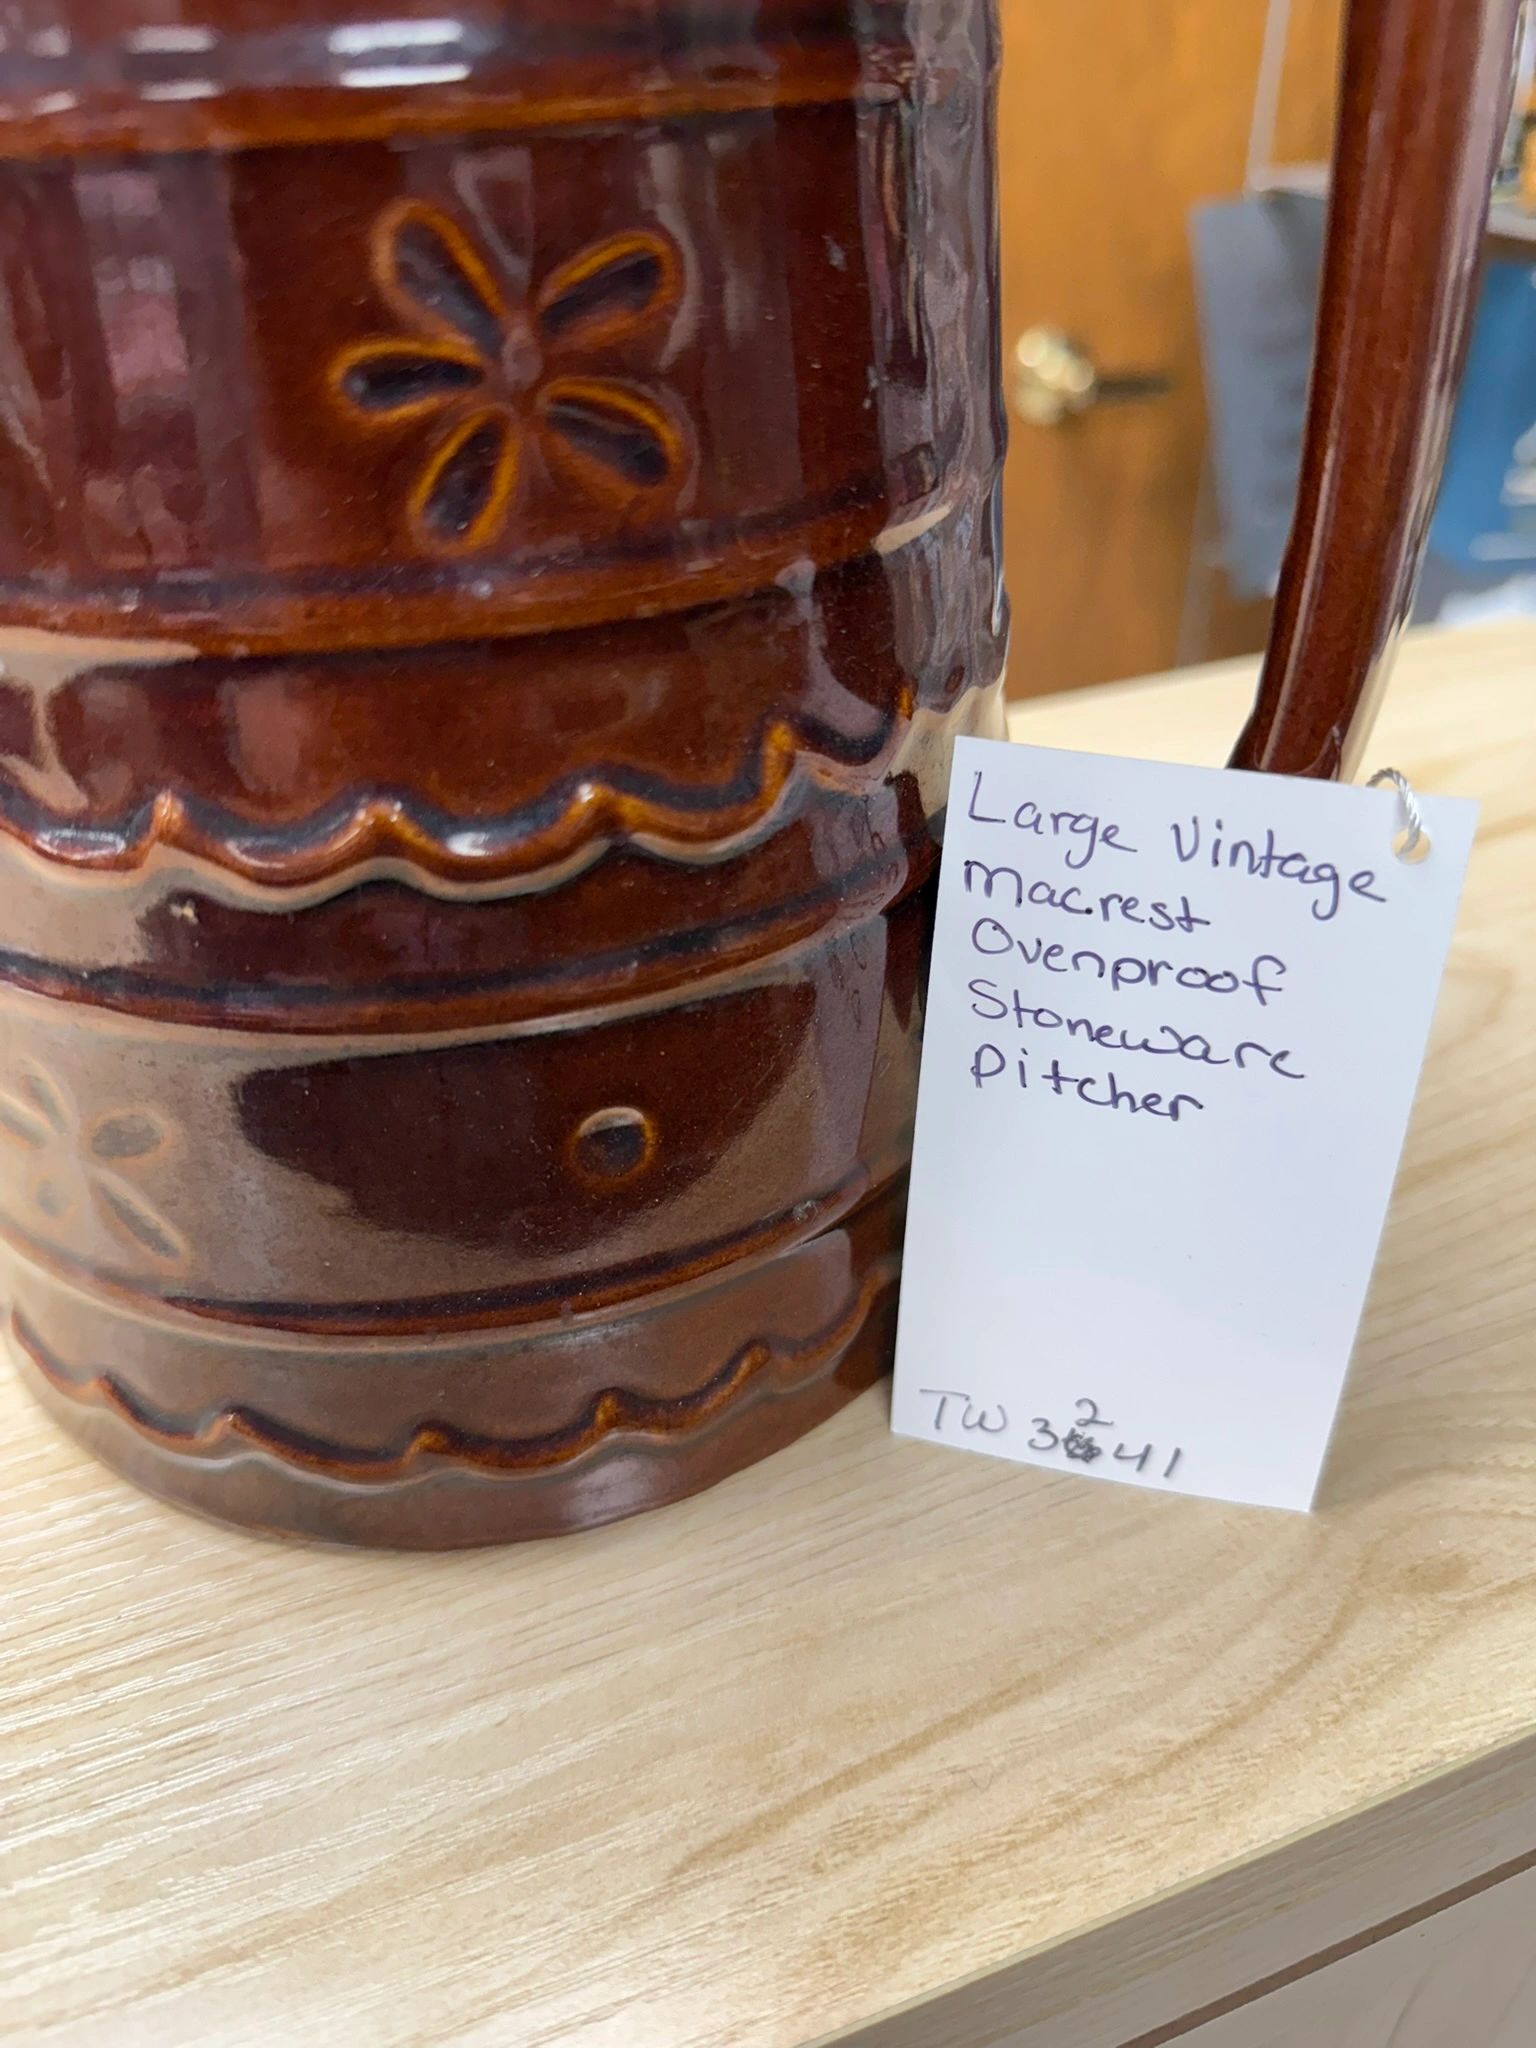 Large Vintage
Macrest
Ovenproof
Stoneware
Pitcher
TW 3241